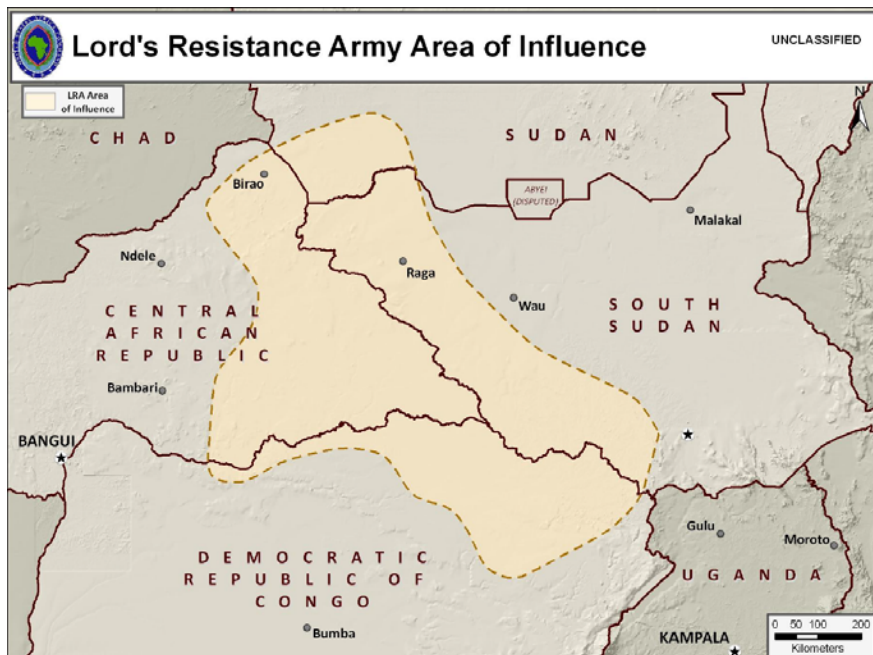 Lord's Resistance Army Area of Influence
UNCLASSIFIED
LRA Area
of Influence
N
CHAD
SUDAN
Birao
ABYEI
(DISPUTED)
Malakal
Ndele
Raga
Wau
CENTRAL
AFRICAN
REPUBLIC
SOUTH
SUDAN
Bambari
BANGUI
Gulu
Moroto
DEMOCRATIC
REPUBLIC OF
CONGO
UGANDA
Bumba
KAMPALA
0 50 100 200
Kilometers